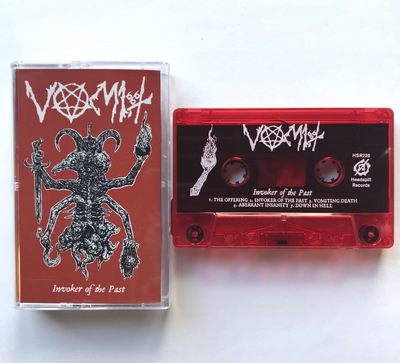 VOMIT
Invoker of the Past
VOMIT
HSR236
Headsplit
Records
Invoker of the Past
1. THE OFFERING 2. INVOKER OF THE PAST 3. VOMITING DEATH
4. ABERRANT INSANITY 5. DOWN IN HELL